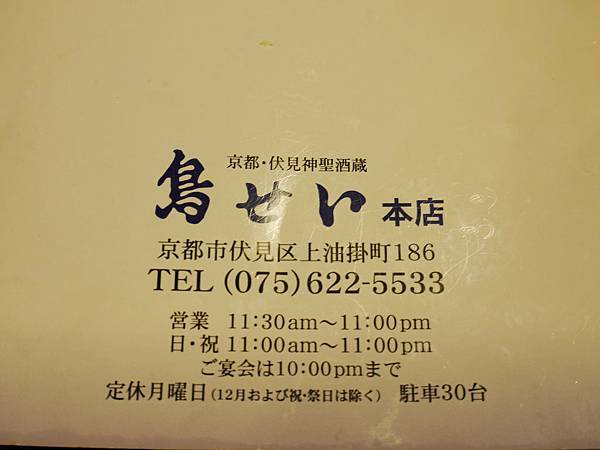 京都・伏見神聖酒蔵
鳥せい 本店
京都市伏見区上油掛町186
TEL (075)622-5533
営業 11:30am〜11:00pm
日・祝 11:00am〜11:00pm
ご宴会は10:00pmまで
定休月曜日(12月および祝・祭日は除く) 駐車30台